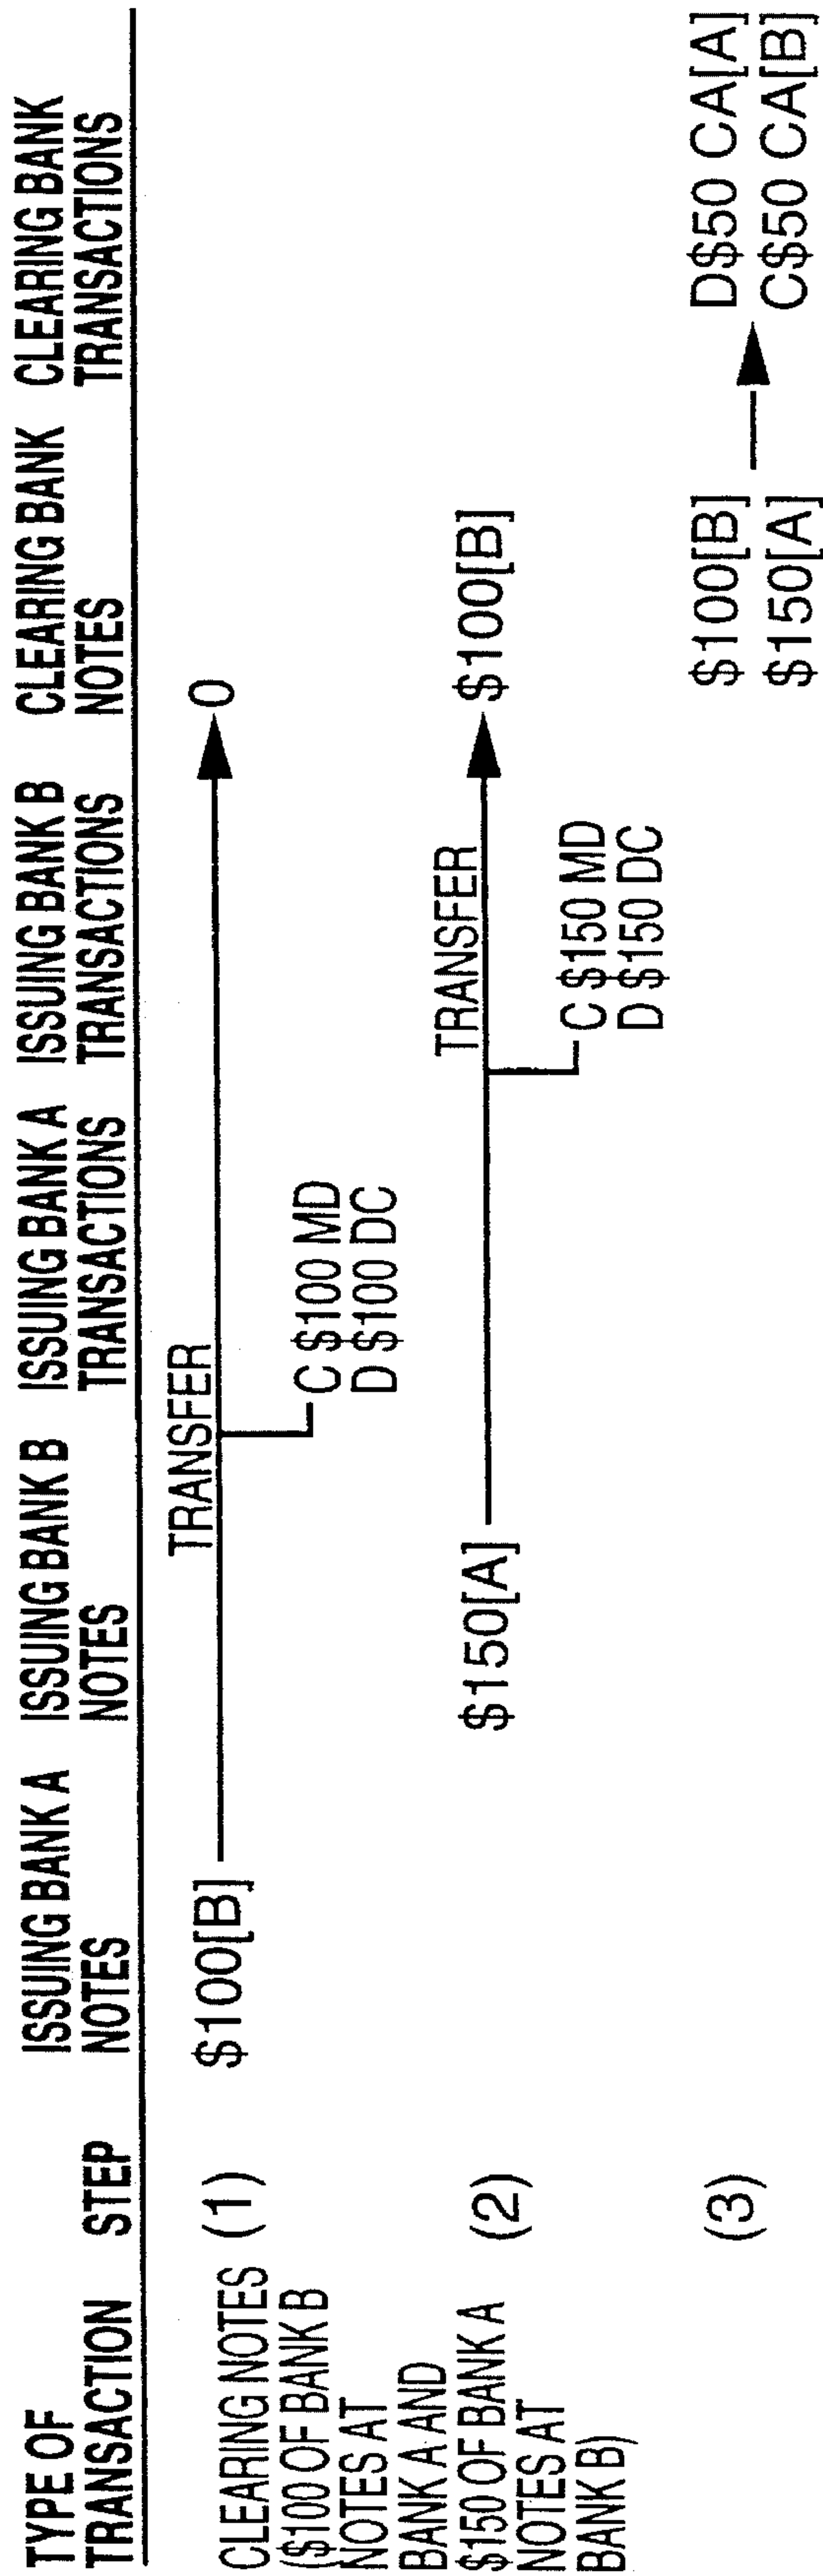 TYPE OF
TRANSACTION
STEP
ISSUING BANK A
NOTES
ISSUING BANK B
NOTES
ISSUING BANK A
TRANSACTIONS
ISSUING BANK B
TRANSACTIONS
CLEARING BANK
NOTES
CLEARING BANK
TRANSACTIONS
CLEARING NOTES
($100 OF BANK B
NOTES AT
BANK A AND
$150 OF BANK A
NOTES AT
BANK B)
(1)
$100[B]
TRANSFER
0
C $100 MD
D $100 DC
(2)
$150[A]
TRANSFER
$100[B]
C $150 MD
D $150 DC
(3)
$100[B]
$150[A]
D$50 CA[A]
C$50 CA[B]